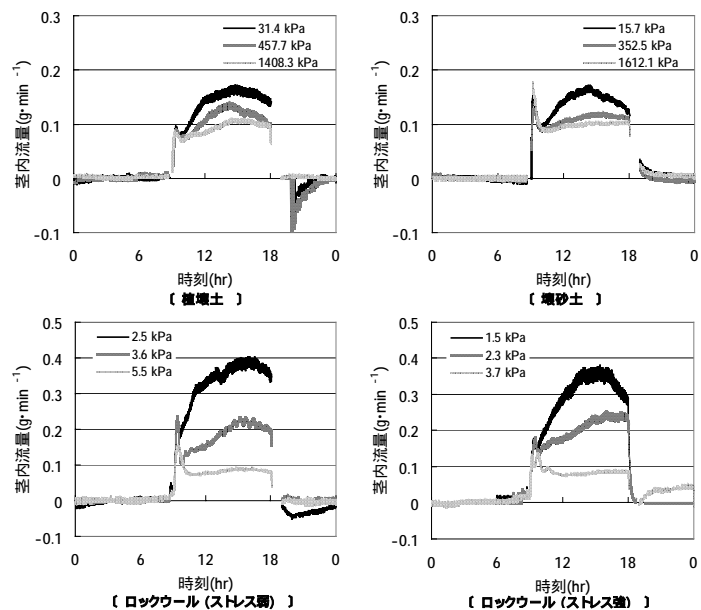 0.3
0.2
0.1
0
-0.1
茎内流量(g･min⁻¹)
31.4 kPa
457.7 kPa
1408.3 kPa
0 6 12 18 0
時刻(hr)
〔 植壌土 〕
0.3
0.2
0.1
0
-0.1
茎内流量(g･min⁻¹)
15.7 kPa
352.5 kPa
1612.1 kPa
0 6 12 18 0
時刻(hr)
〔 壌砂土 〕
0.5
0.4
0.3
0.2
0.1
0
-0.1
茎内流量(g･min⁻¹)
2.5 kPa
3.6 kPa
5.5 kPa
0 6 12 18 0
時刻(hr)
〔 ロックウール (ストレス弱) 〕
0.5
0.4
0.3
0.2
0.1
0
-0.1
茎内流量(g･min⁻¹)
1.5 kPa
2.3 kPa
3.7 kPa
0 6 12 18 0
時刻(hr)
〔 ロックウール (ストレス強) 〕